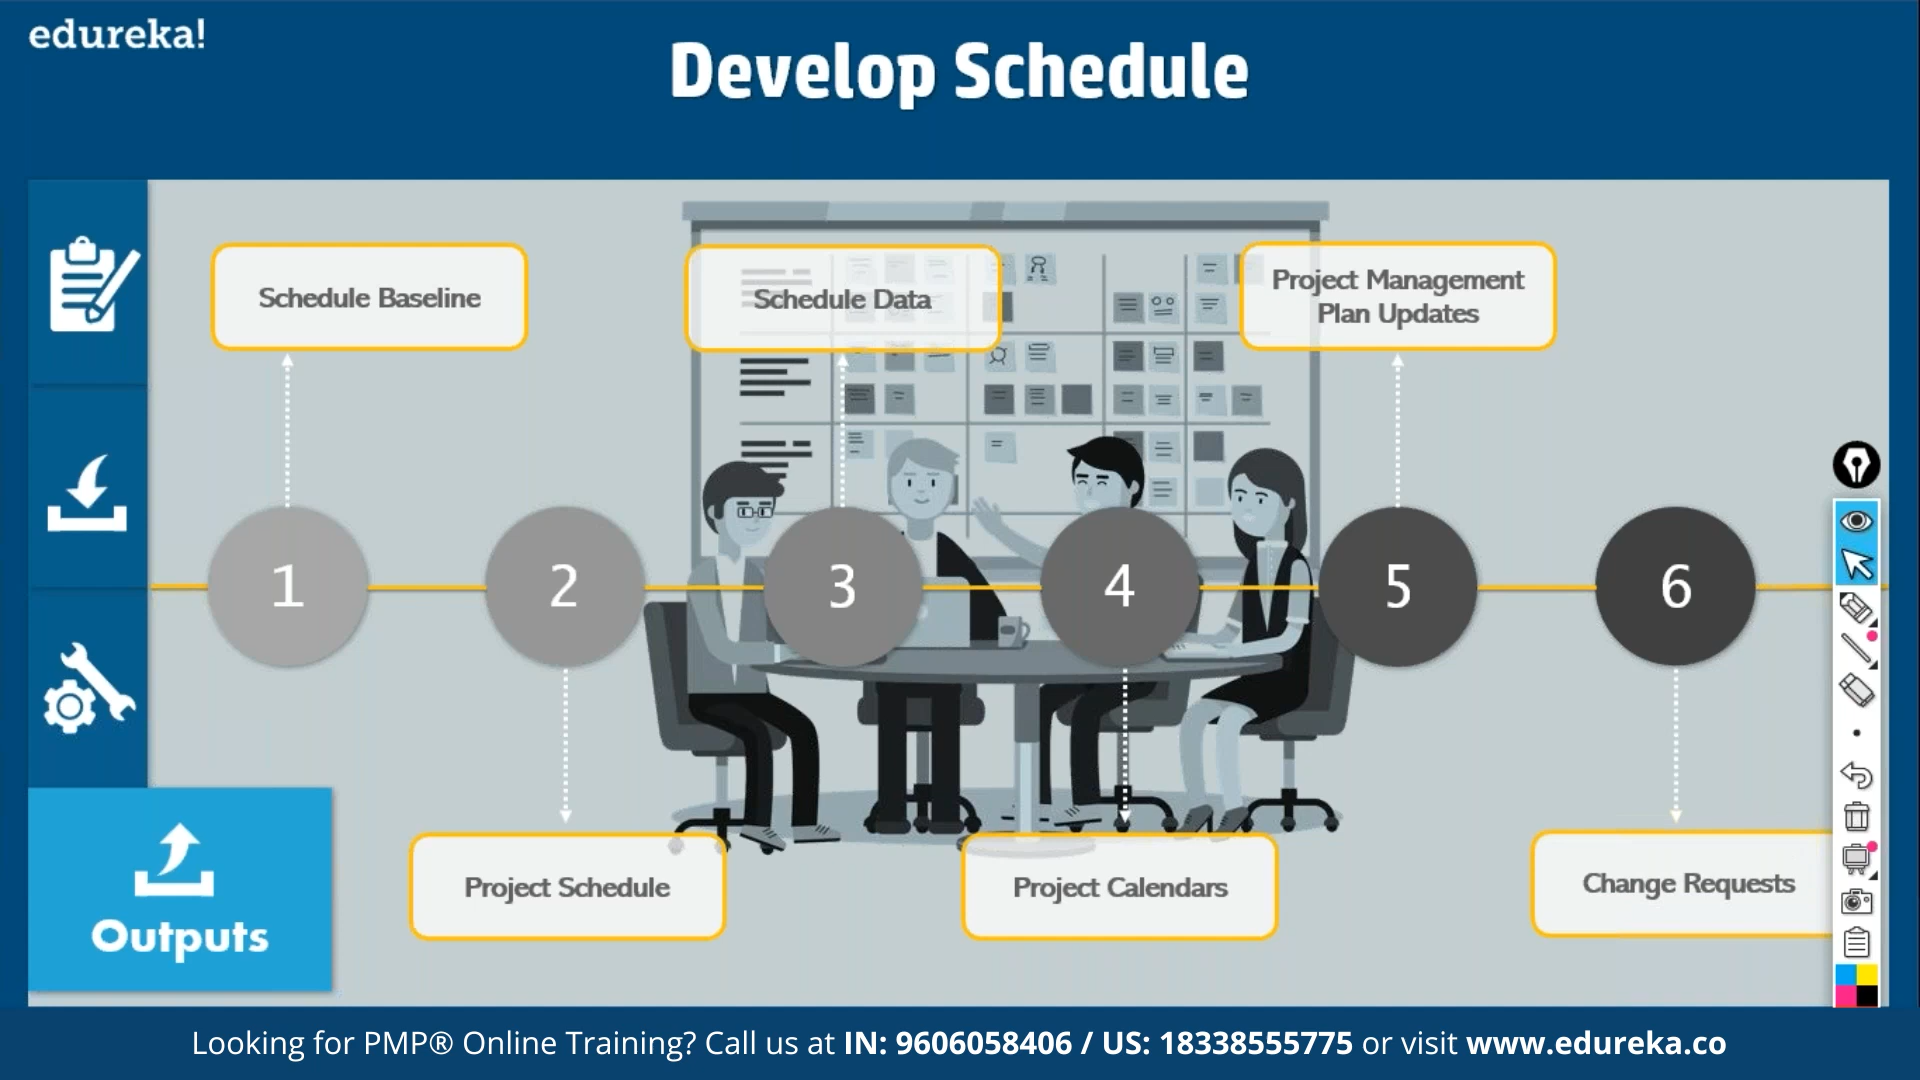 edureka!
Develop Schedule
Schedule Baseline
Schedule Data
Project Management
Plan Updates
1
2
3
4
5
6
Project Schedule
Project Calendars
Change Requests
Outputs
Looking for PMP® Online Training? Call us at IN: 9606058406 / US: 18338555775 or visit www.edureka.co